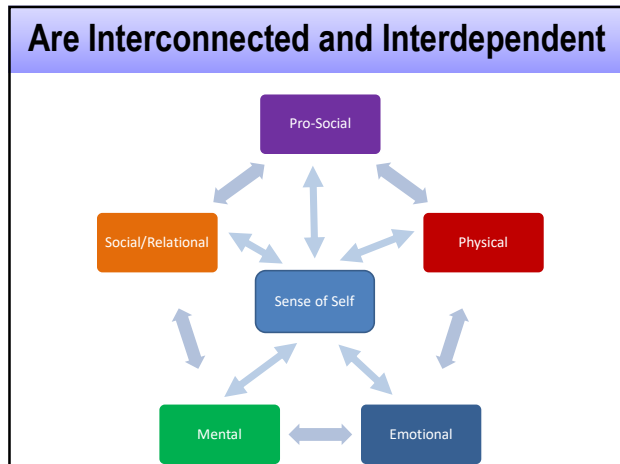 Are Interconnected and Interdependent
Pro-Social
Social/Relational
Physical
Sense of Self
Mental
Emotional